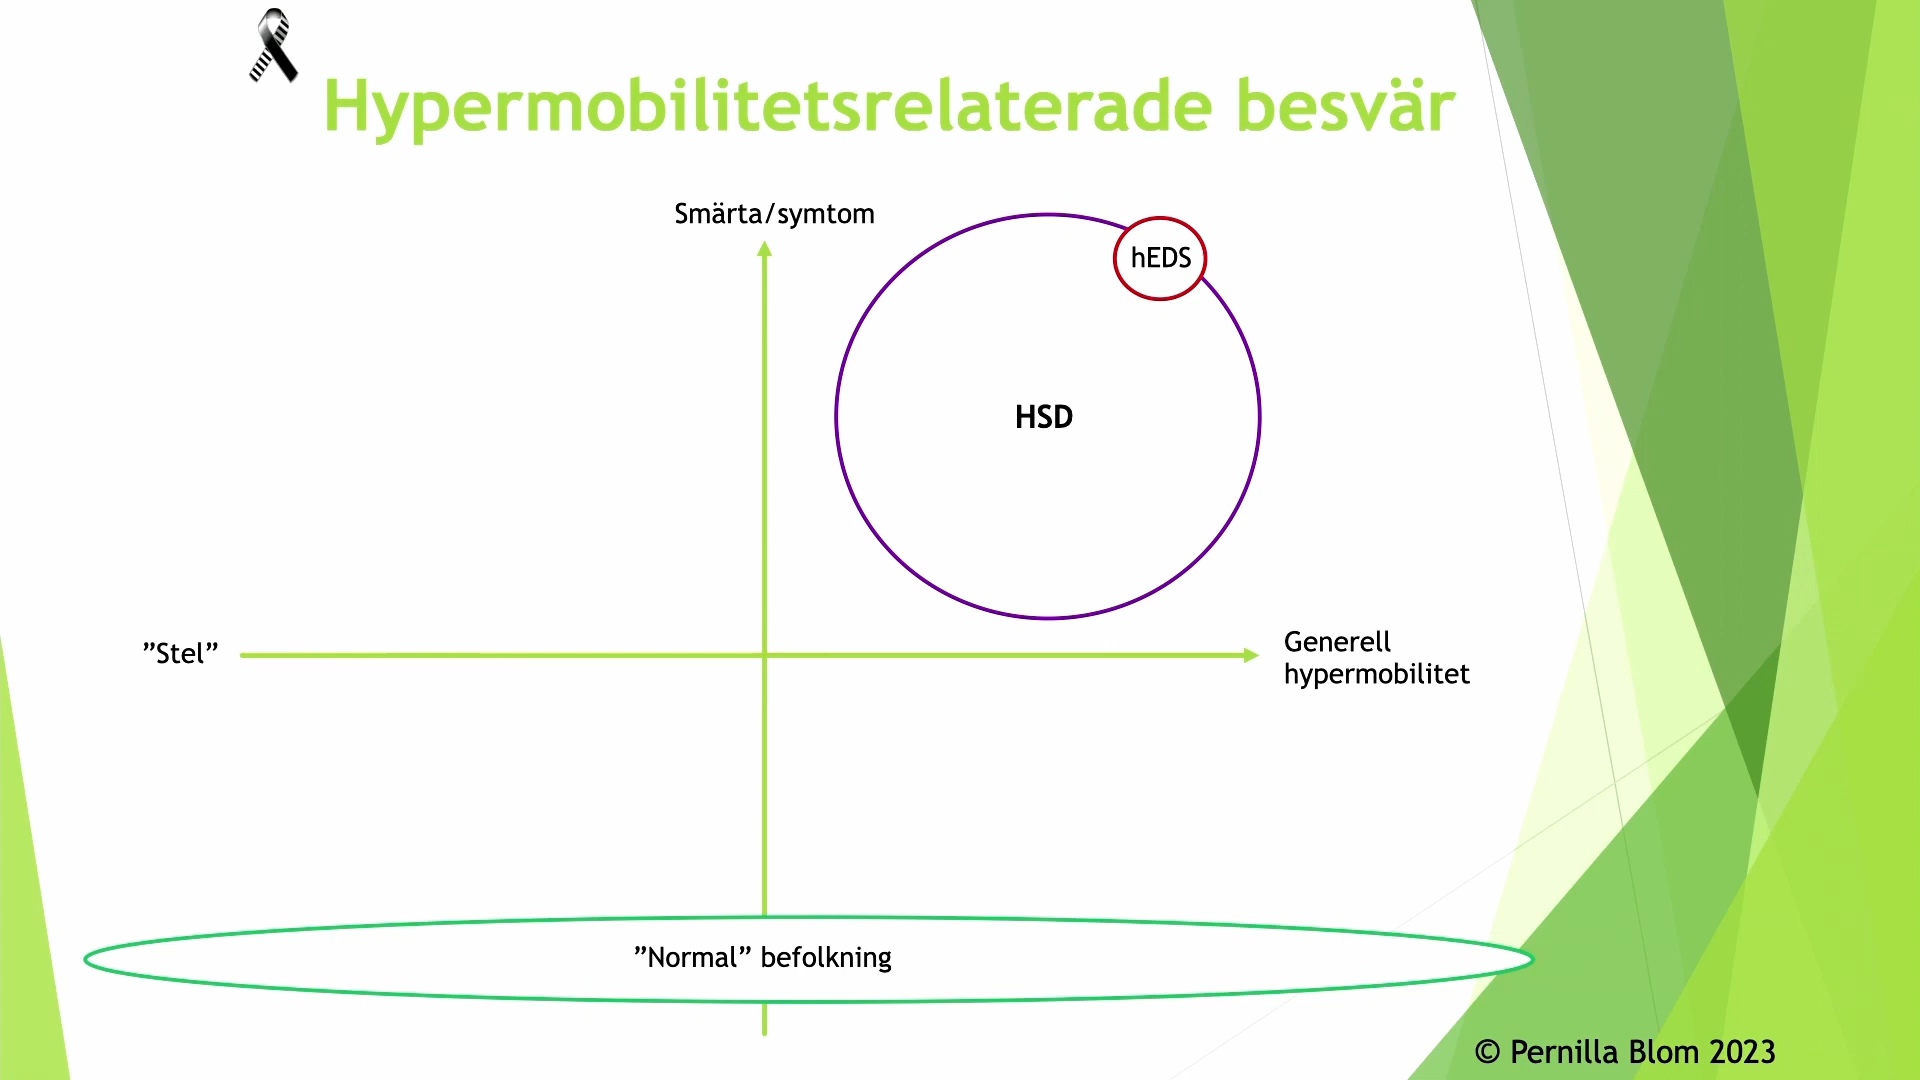 Hypermobilitetsrelaterade besvär
Smärta/symtom
hEDS
HSD
”Stel”
Generell
hypermobilitet
”Normal” befolkning
© Pernilla Blom 2023